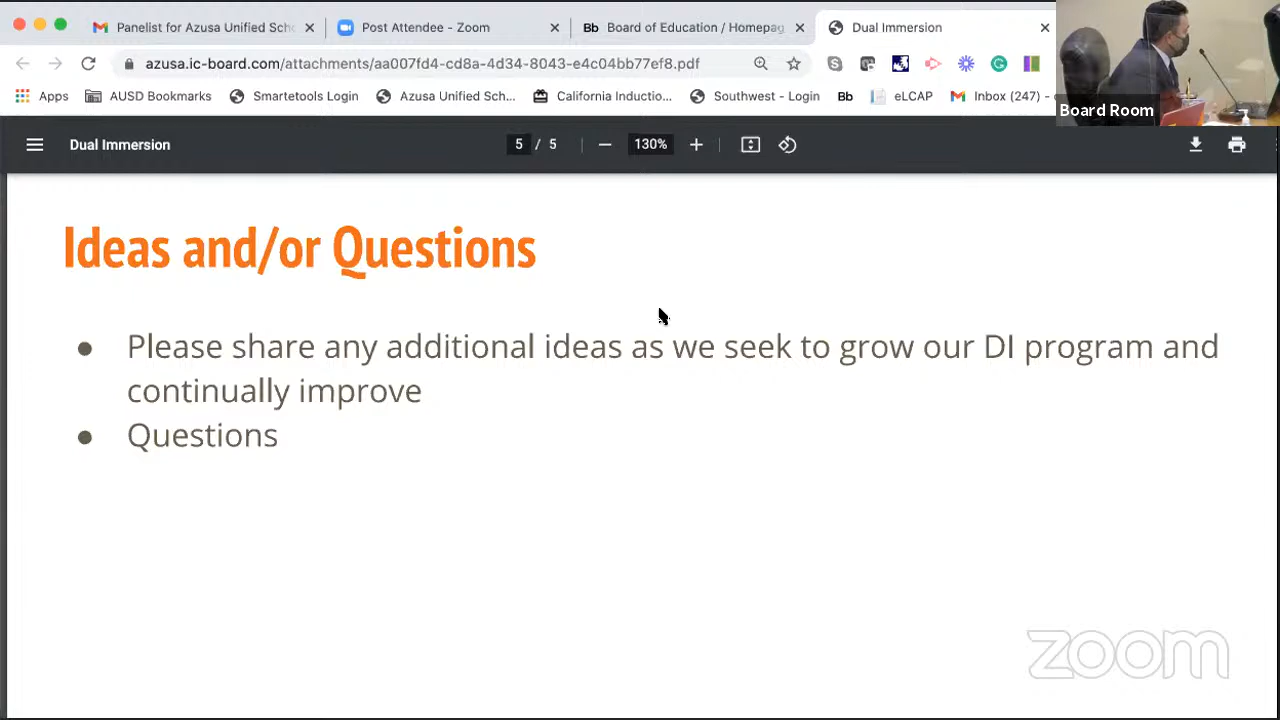 Panelist for Azusa Unified Scho
Post Attendee - Zoom
Bb Board of Education / Homepag
Dual Immersion
azusa.ic-board.com/attachments/aa007fd4-cd8a-4d34-8043-e4c04bb77ef8.pdf
Apps
AUSD Bookmarks
Smartetools Login
Azusa Unified Sch...
California Inductio...
Southwest - Login
Bb
eLCAP
Inbox (247) -
Board Room
Dual Immersion
5 / 5
130%
Ideas and/or Questions
● Please share any additional ideas as we seek to grow our DI program and
continually improve
● Questions
zoom